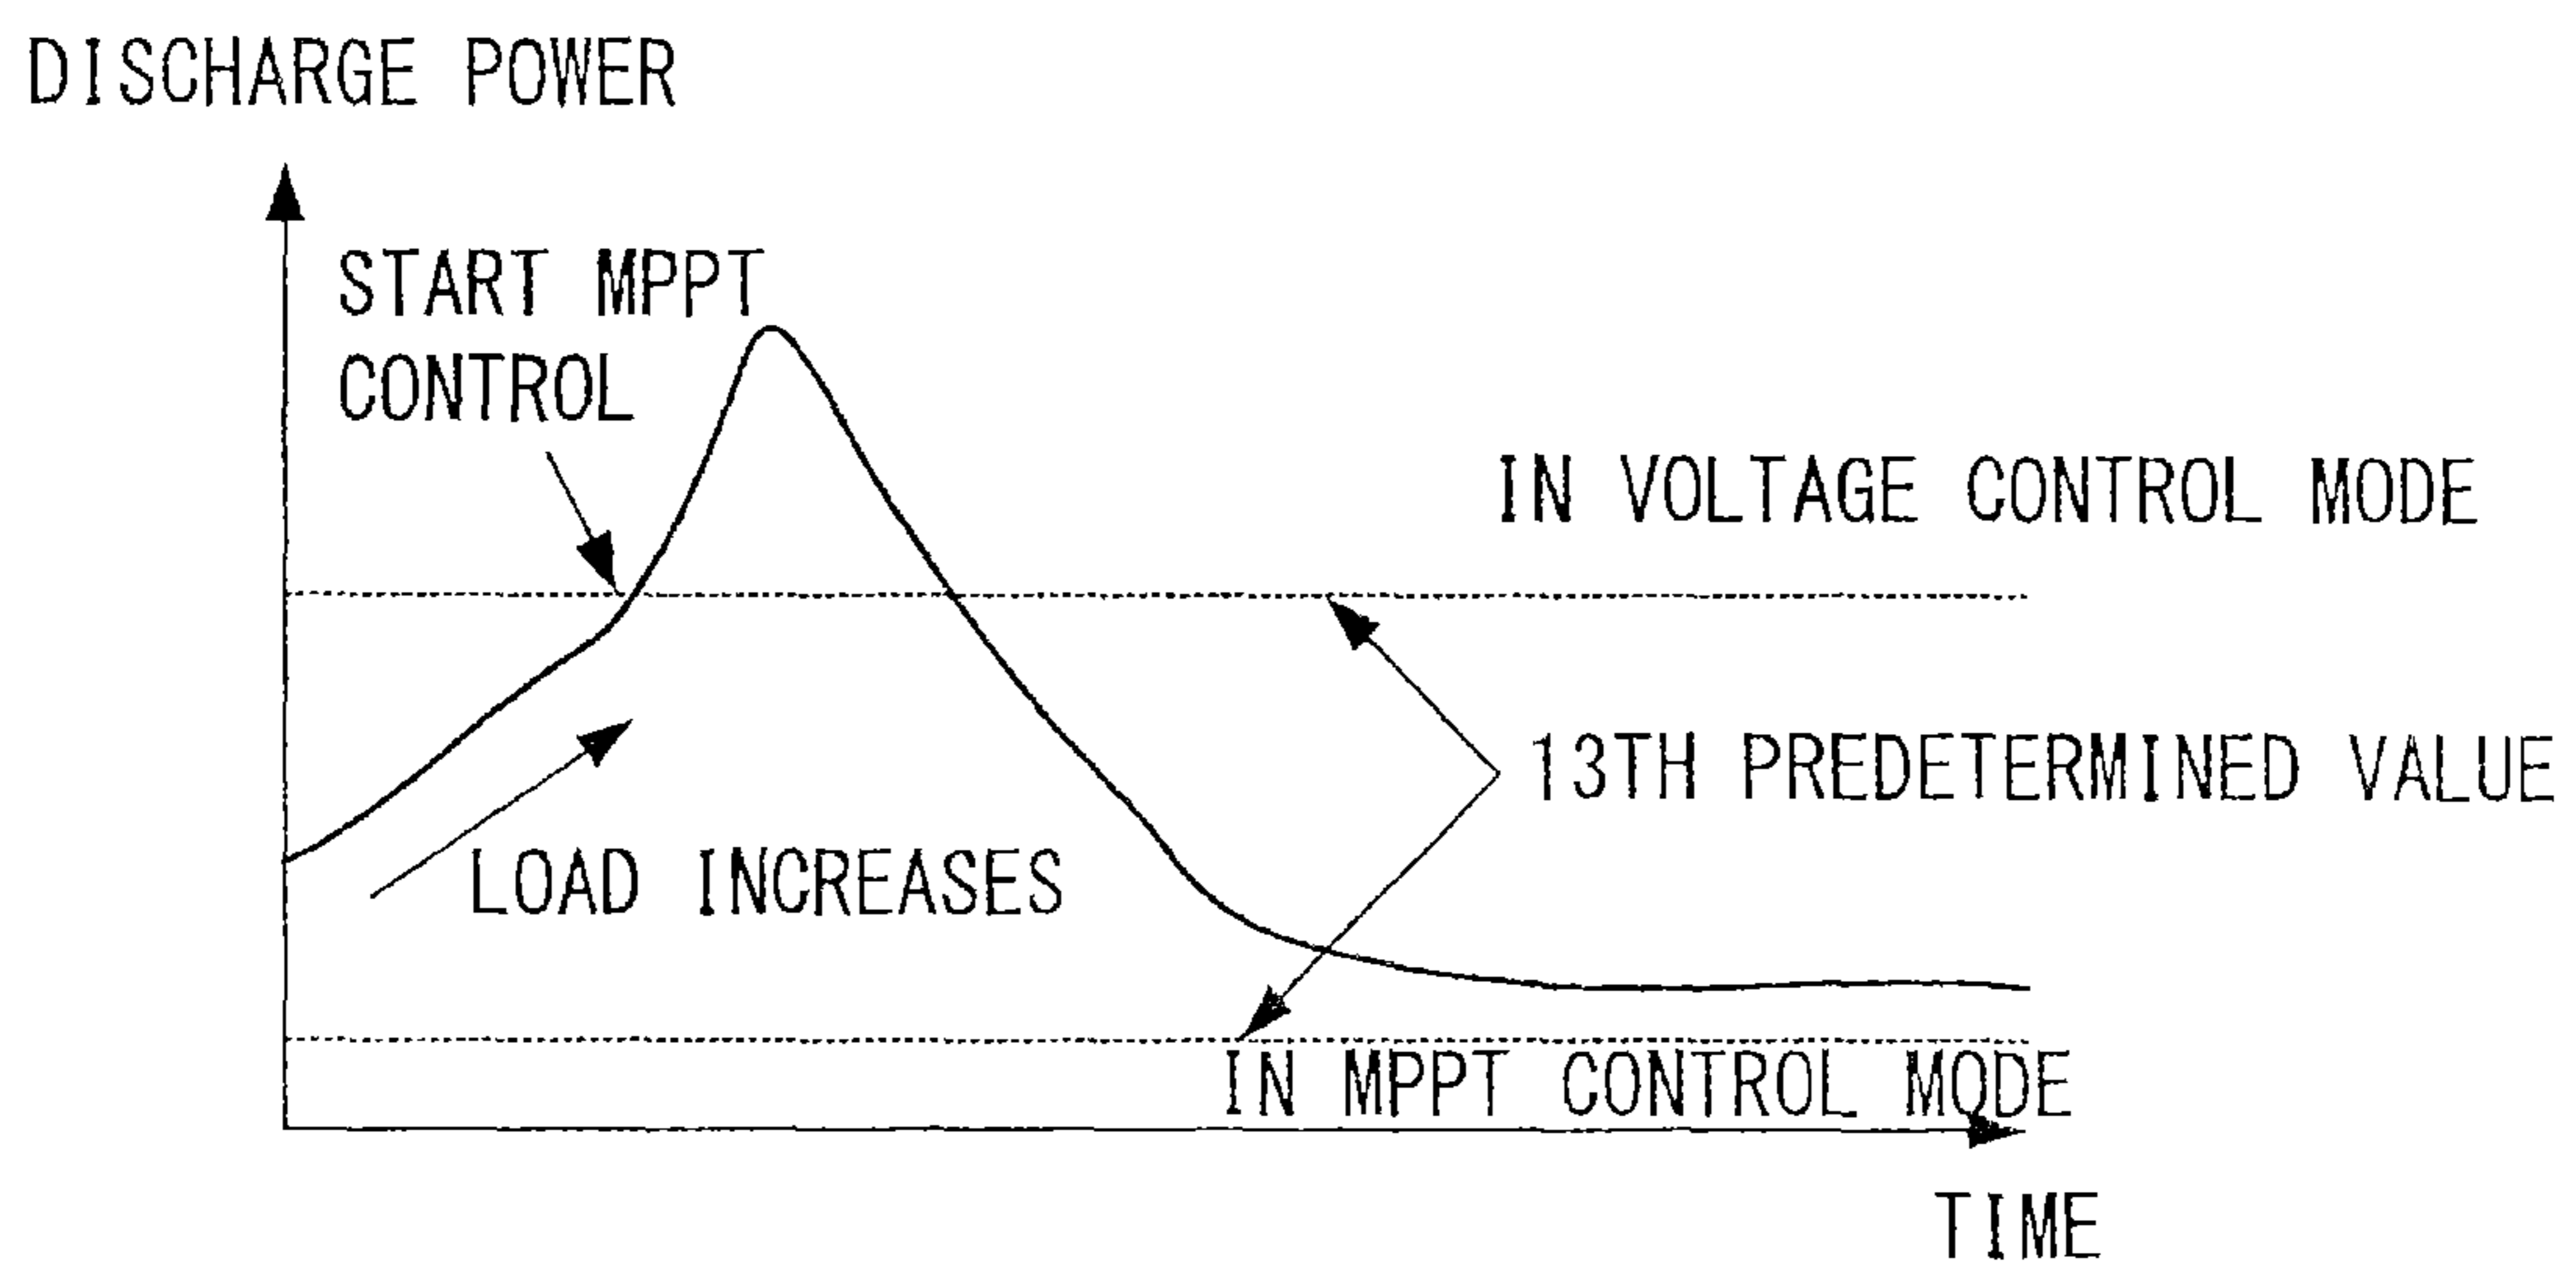 DISCHARGE POWER
START MPPT
CONTROL
IN VOLTAGE CONTROL MODE
13TH PREDETERMINED VALUE
LOAD INCREASES
IN MPPT CONTROL MODE
TIME